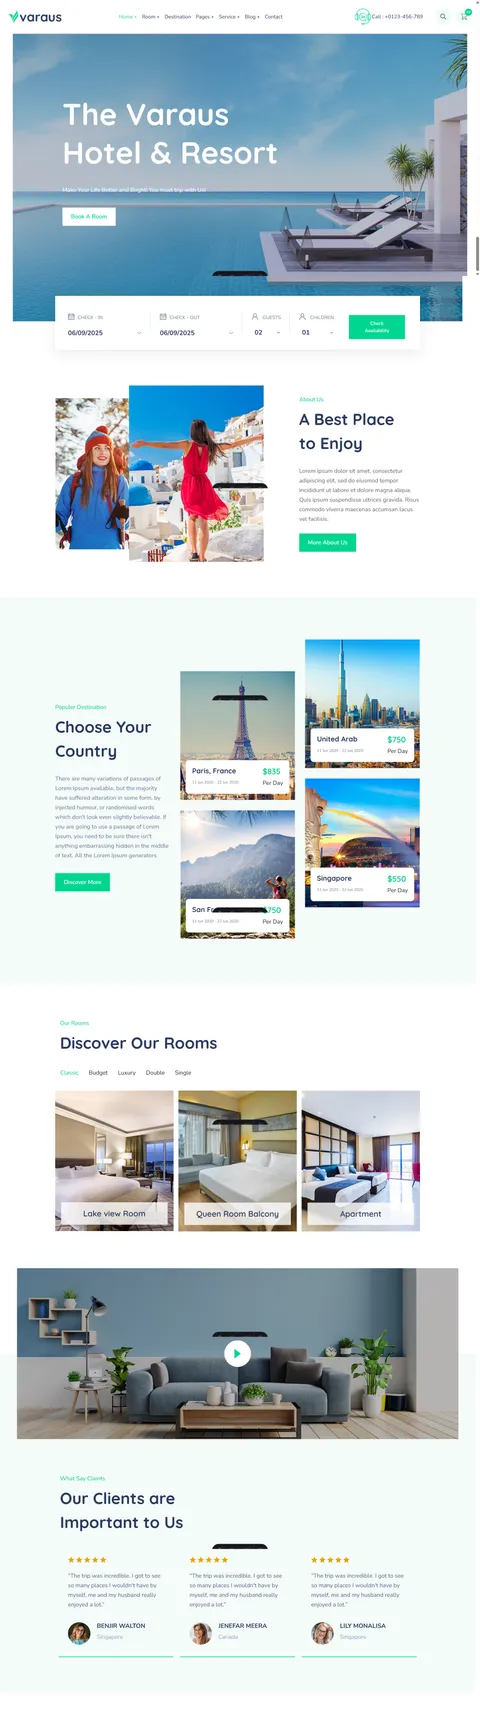 varaus
Home + Room + Destination Pages + Service + Blog + Contact
Call : +0123-456-789
The Varaus
Hotel & Resort
Make Your Life Better and Bright! You must trip with Us!
Book A Room
CHECK - IN
06/09/2025
CHECK - OUT
06/09/2025
GUESTS
02
CHILDREN
01
Check
Availability
About Us
A Best Place
to Enjoy
Lorem ipsum dolor sit amet, consectetur
adipiscing elit, sed do eiusmod tempor
incididunt ut labore et dolore magna aliqua.
Quis ipsum suspendisse ultrices gravida. Risus
commodo viverra maecenas accumsan lacus
vel facilisis.
More About Us
Popular Destination
Choose Your
Country
There are many variations of passages of
Lorem Ipsum available, but the majority
have suffered alteration in some form, by
injected humour, or randomised words
which don't look even slightly believable. If
you are going to use a passage of Lorem
Ipsum, you need to be sure there isn't
anything embarrassing hidden in the middle
of text. All the Lorem Ipsum generators
Discover More
Paris, France
$835
11 Jun 2020 - 22 Jun 2020
Per Day
United Arab
$750
11 Jun 2020 - 22 Jun 2020
Per Day
San
$750
11 Jun 2020 - 22 Jun 2020
Per Day
Singapore
$550
11 Jun 2020 - 22 Jun 2020
Per Day
Our Rooms
Discover Our Rooms
Classic Budget Luxury Double Single
Lake view Room
Queen Room Balcony
Apartment
What Say Clients
Our Clients are
Important to Us
"The trip was incredible. I got to see
so many places I wouldn't have by
myself, me and my husband really
enjoyed a lot."
BENJIR WALTON
Singapore
"The trip was incredible. I got to see
so many places I wouldn't have by
myself, me and my husband really
enjoyed a lot."
JENEFAR MEERA
Canada
"The trip was incredible. I got to see
so many places I wouldn't have by
myself, me and my husband really
enjoyed a lot."
LILY MONALISA
Singapore